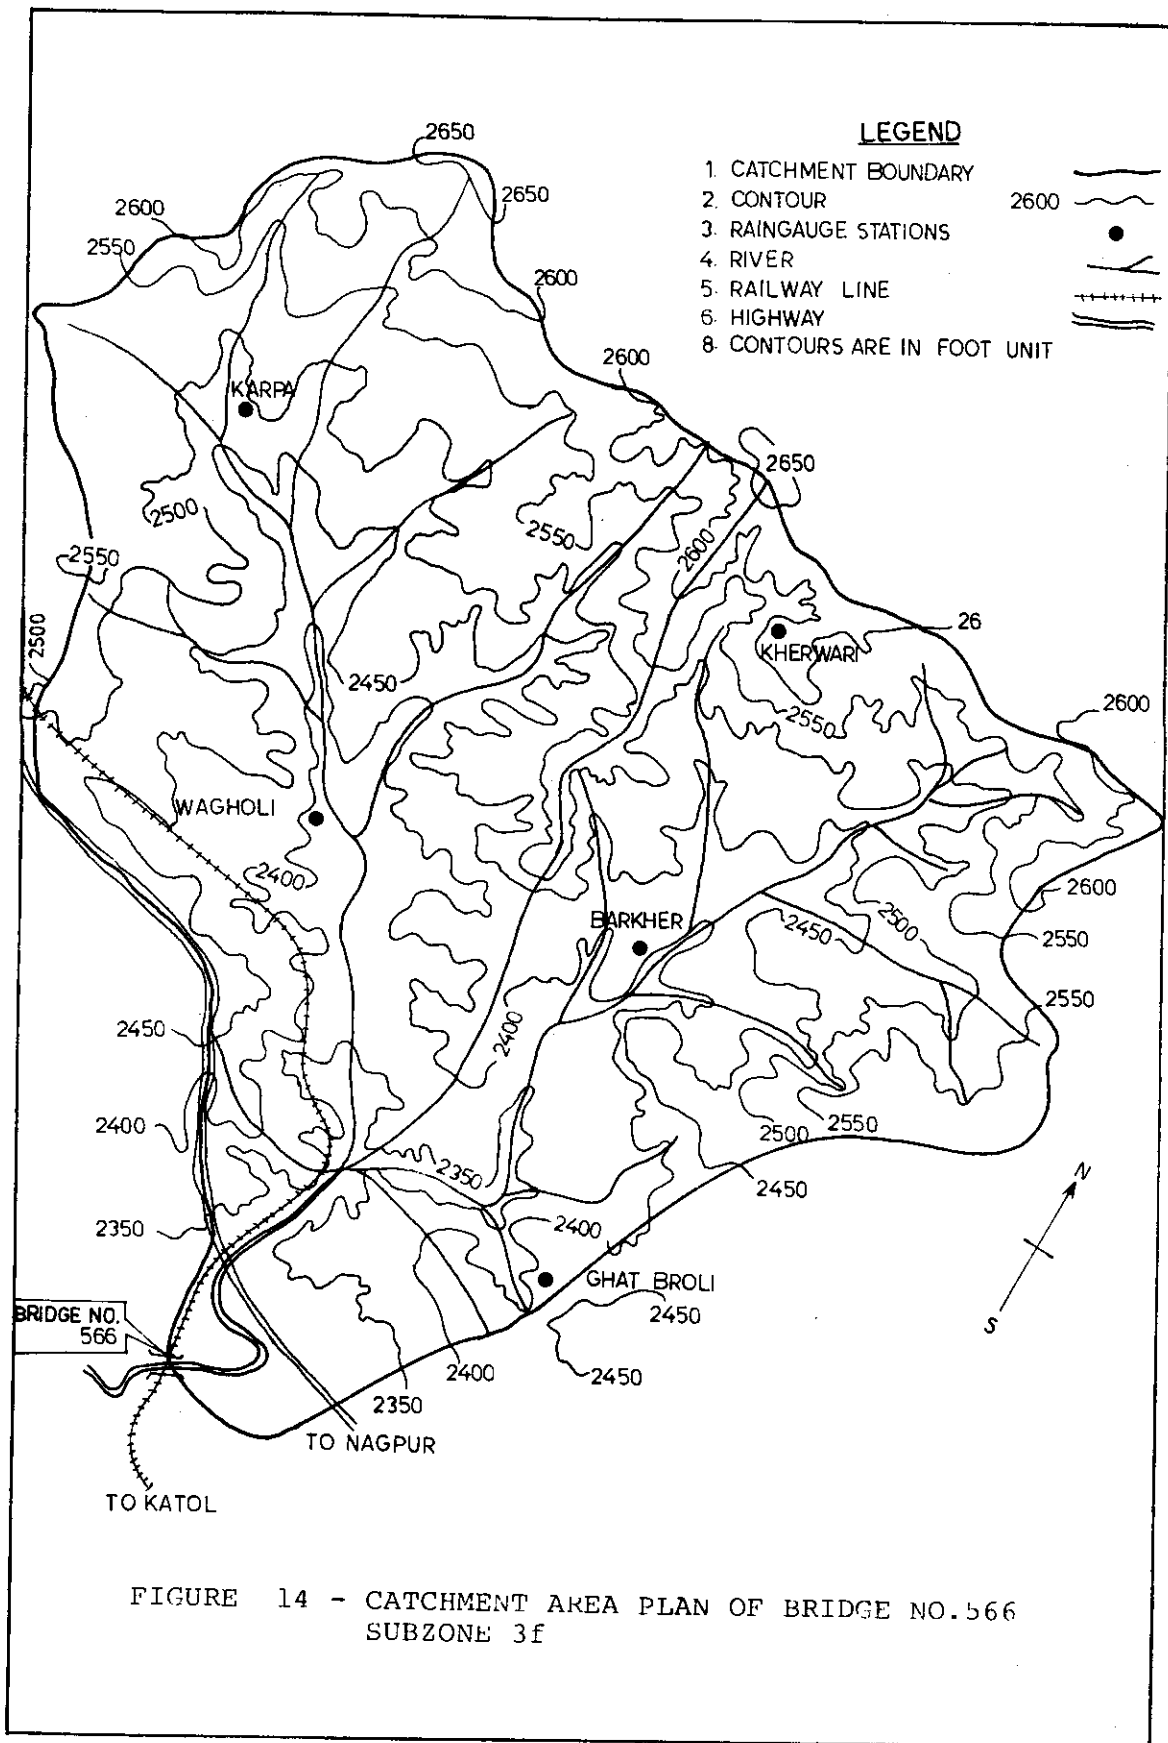 LEGEND
1. CATCHMENT BOUNDARY
2. CONTOUR 2600
3. RAINGAUGE STATIONS
4. RIVER
5. RAILWAY LINE
6. HIGHWAY
8. CONTOURS ARE IN FOOT UNIT
2650
2650
2600
2550
2600
2600
KARPA
2650
2500
2550
2550
2600
2500
26
KHERWARI
2450
2550
2600
WAGHOLI
2400
2600
BARKHER
2450
2500
2550
2550
2450
2400
2400
2500
2550
2350
2450
2350
2400
GHAT BROLI
2450
N
S
BRIDGE NO.
566
2400
2450
2350
TO NAGPUR
TO KATOL
FIGURE 14 - CATCHMENT AREA PLAN OF BRIDGE NO.566
SUBZONE 3f